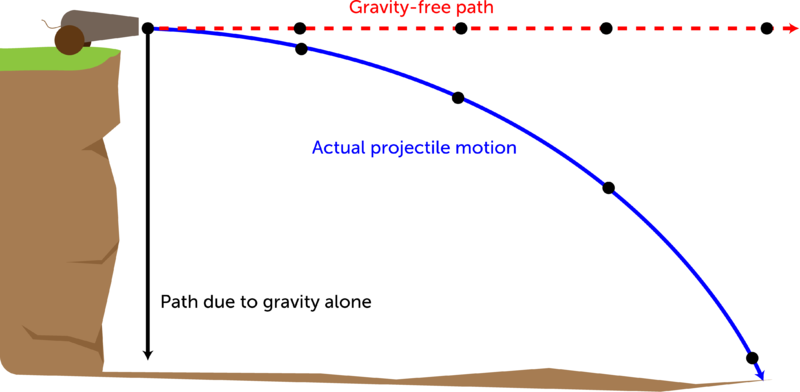 Gravity-free path
Actual projectile motion
Path due to gravity alone